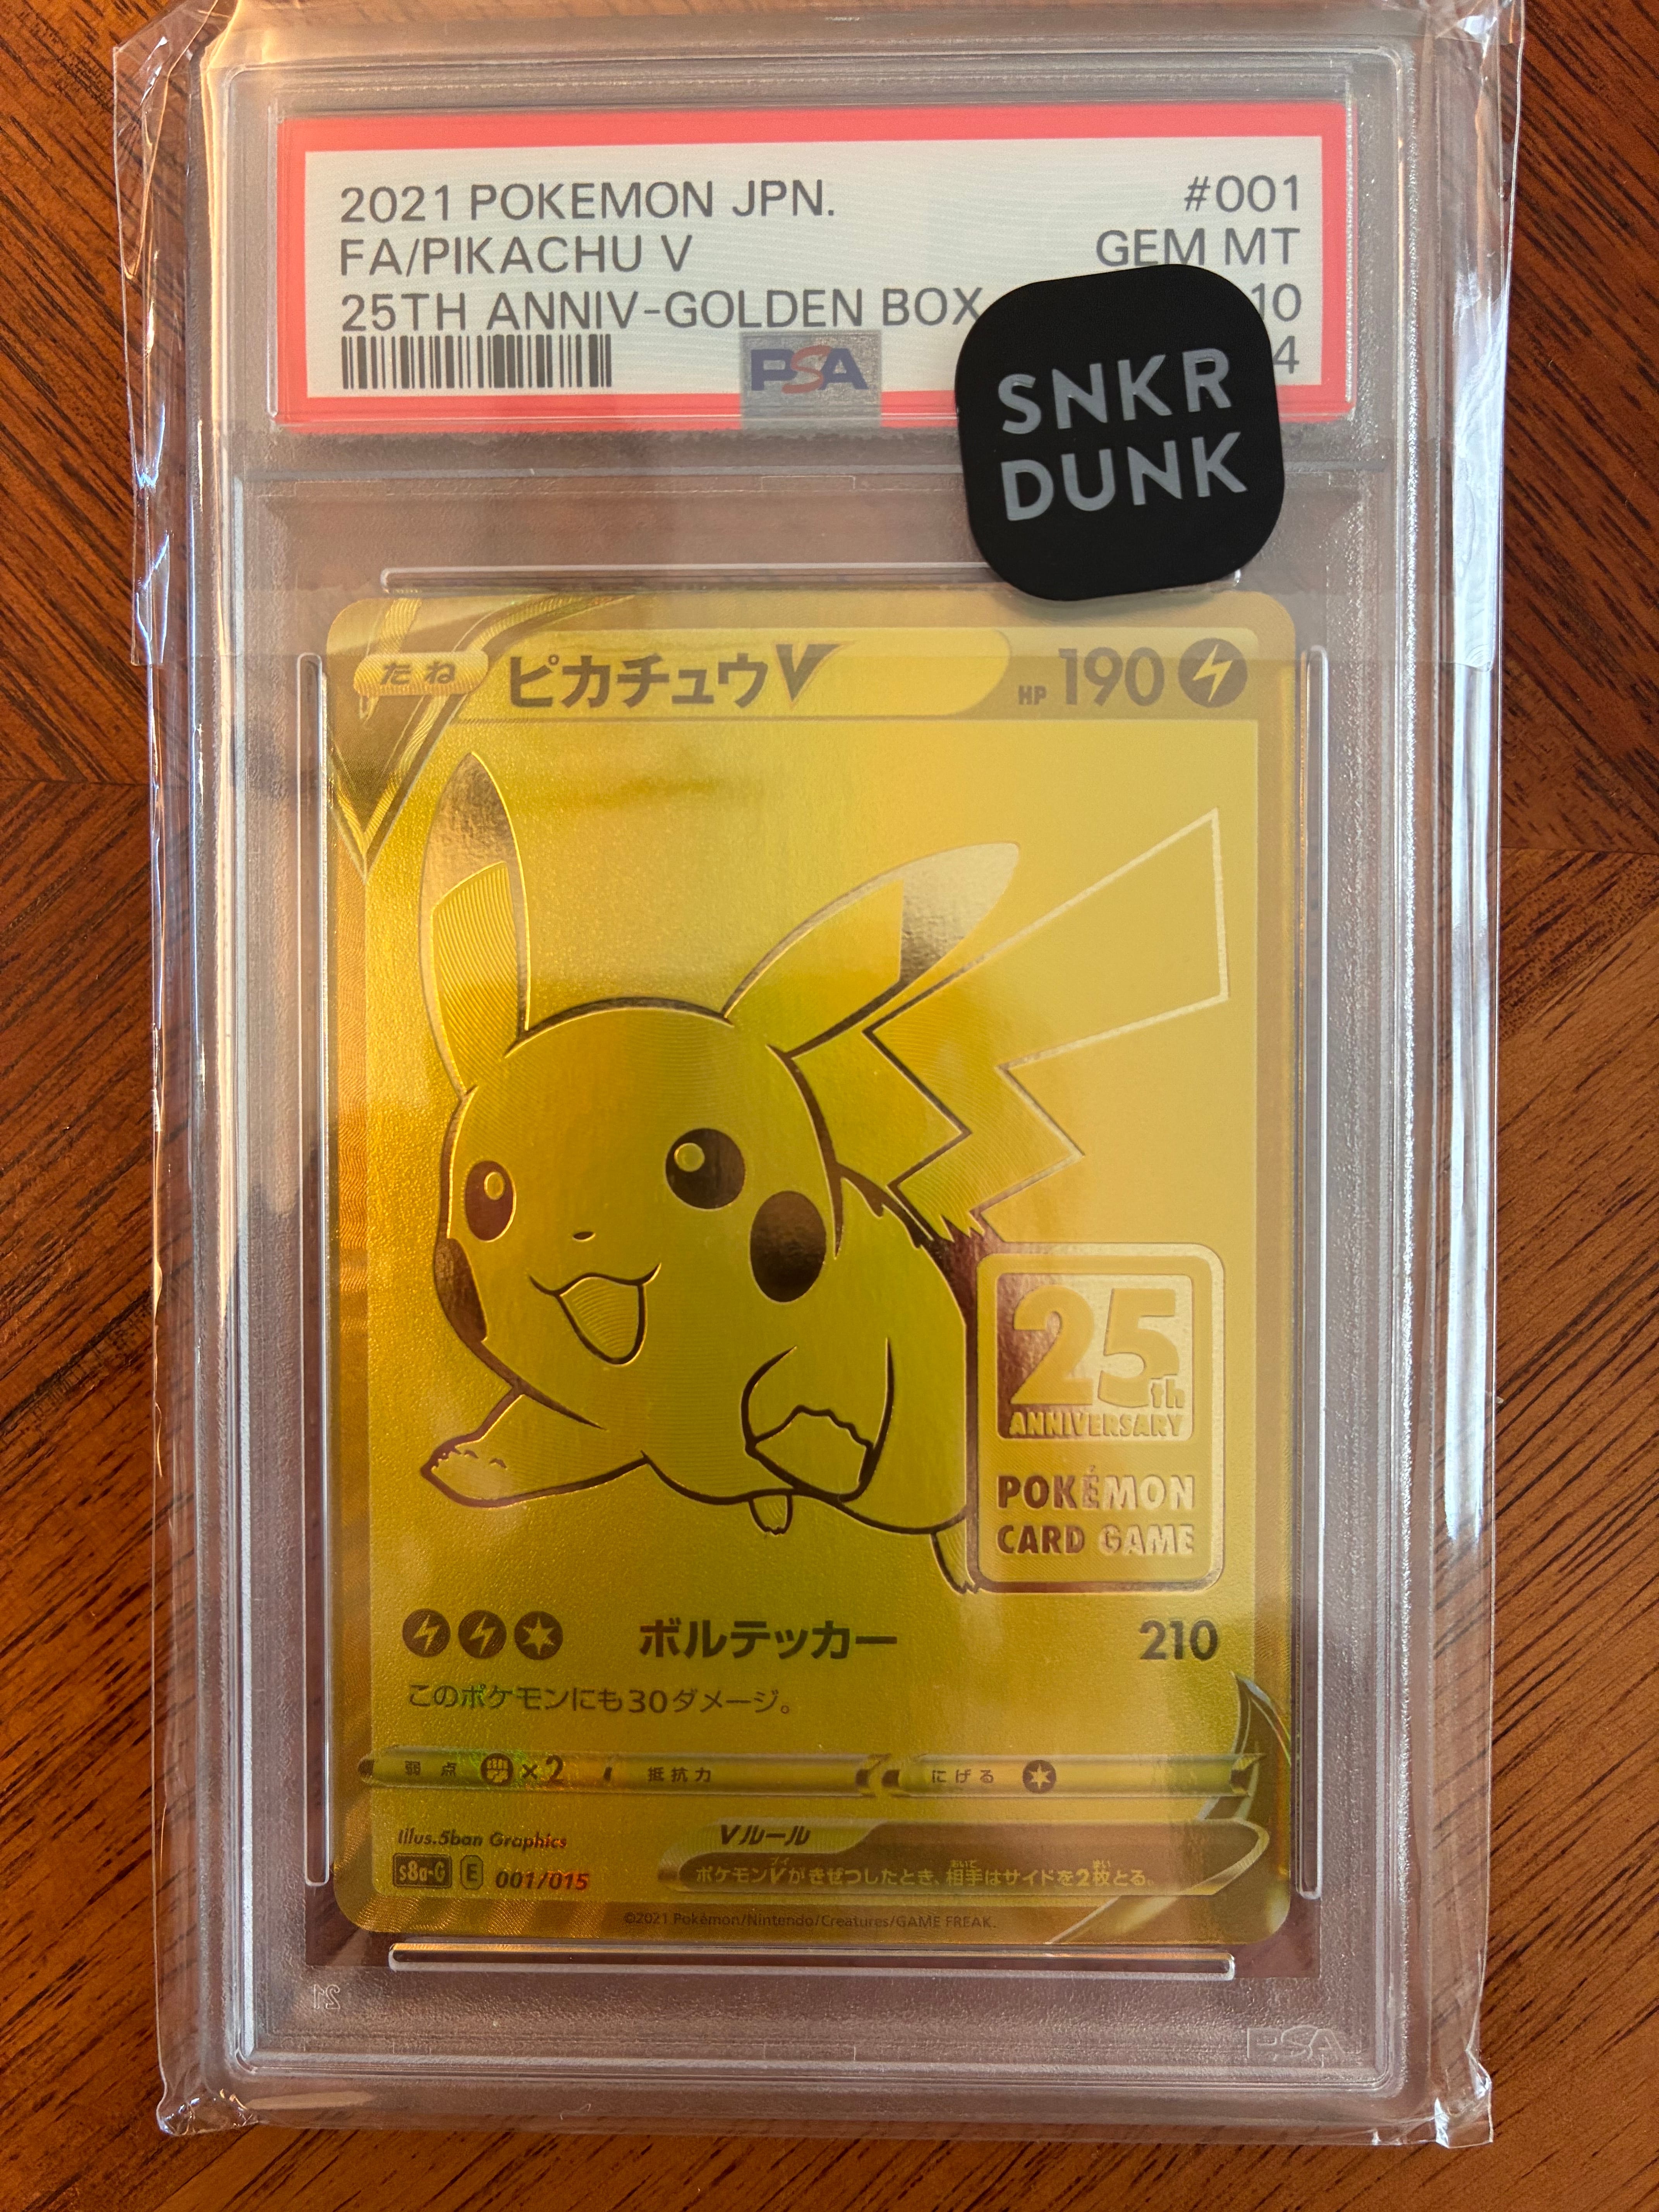 2021 POKEMON JPN. #001
FA/PIKACHU V GEM MT
25TH ANNIV-GOLDEN BOX 10
PSA 4
SNKR
DUNK
たね ピカチュウV HP 190
25th
ANNIVERSARY
POKÉMON
CARD GAME
ボルテッカー 210
このポケモンにも30ダメージ。
弱点 ×2 抵抗力 にげる
Illus.5ban Graphics Vルール
s8a-G E 001/015 ポケモンVがきぜつしたとき、相手はサイドを2枚とる。
©2021 Pokémon/Nintendo/Creatures/GAME FREAK.
PSA